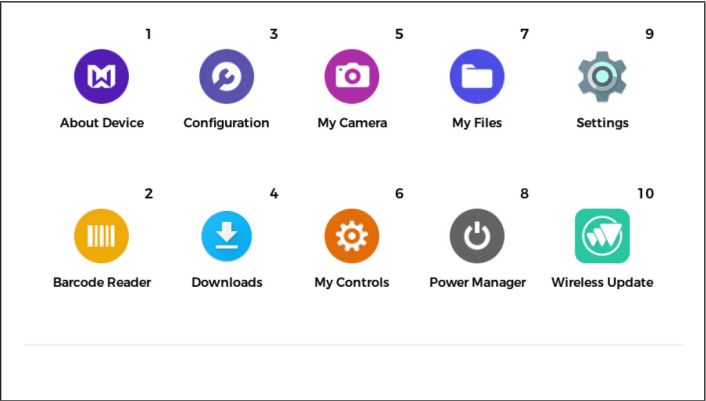 1 3 5 7 9
About Device Configuration My Camera My Files Settings
2 4 6 8 10
Barcode Reader Downloads My Controls Power Manager Wireless Update